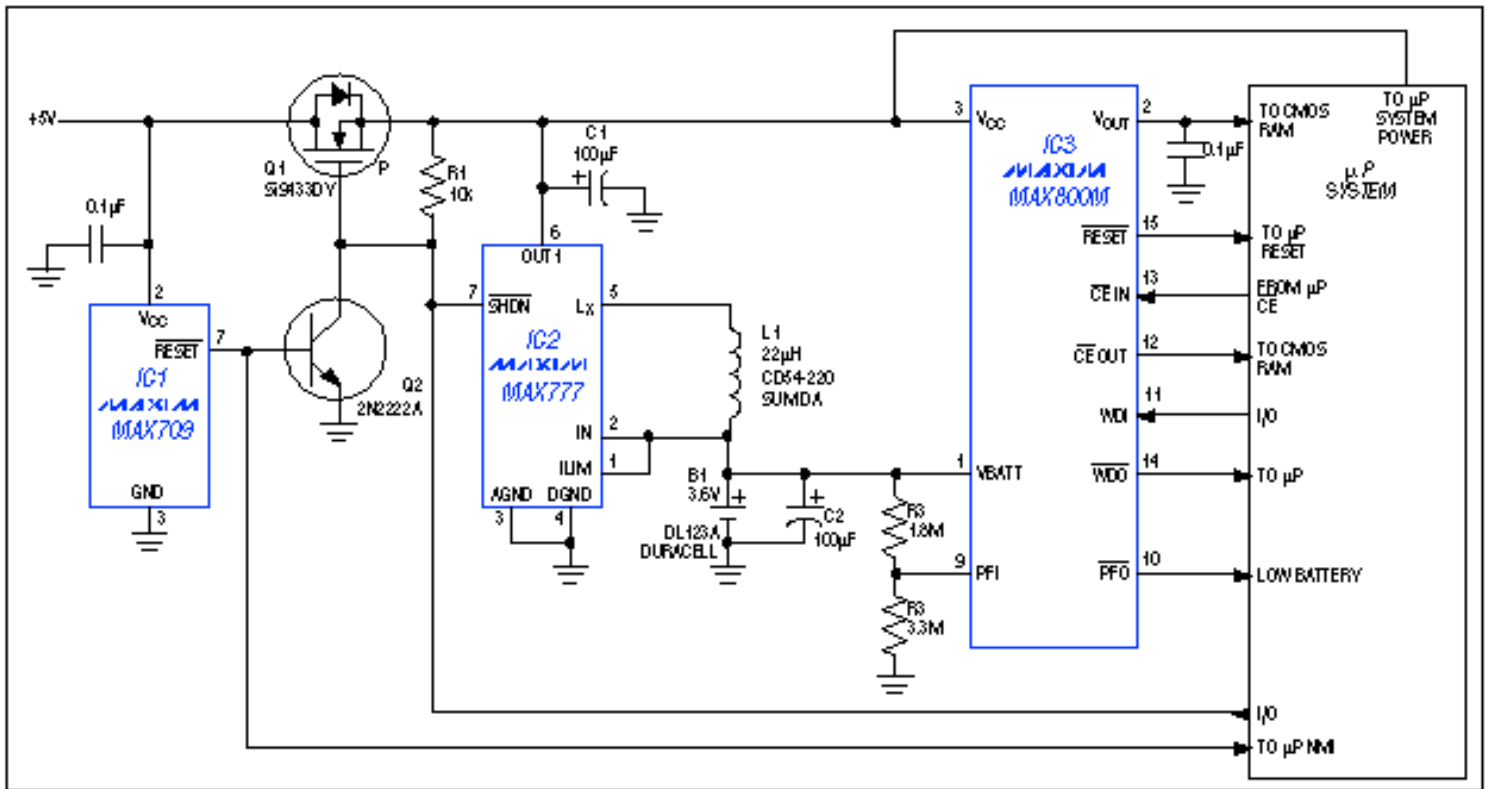 +5V
Q1
Si9433DY
P
R1
10k
C1
100µF
+
0.1µF
2
VCC
RESET
7
IC1
MAXIM
MAX709
GND
3
Q2
2N2222A
6
OUT1
7
SHDN
LX
5
IC2
MAXIM
MAX777
IN
2
ILIM
1
AGND
DGND
3
4
L1
22µH
CD54-220
SUMIDA
B1
3.6V
+
DL123A
DURACELL
+
C2
100µF
R3
1.8M
R3
3.3M
3
VCC
VOUT
2
IC3
MAXIM
MAX800M
RESET
15
CE IN
13
CE OUT
12
WDI
11
1
VBATT
WDO
14
9
PFI
PFO
10
0.1µF
TO CMOS
RAM
TO µP
SYSTEM
POWER
µP
SYSTEM
TO µP
RESET
FROM µP
CE
TO CMOS
RAM
I/O
TO µP
LOW BATTERY
I/O
TO µP NMI